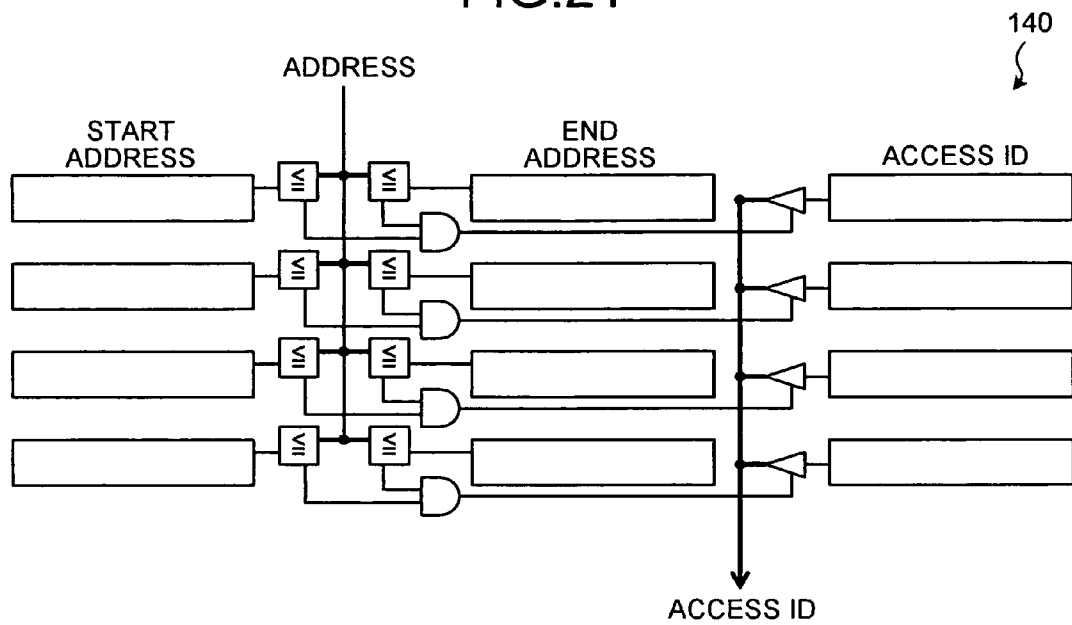 140
ADDRESS
START
ADDRESS
END
ADDRESS
ACCESS ID
≦ ≦
≦ ≦
≦ ≦
≦ ≦
ACCESS ID